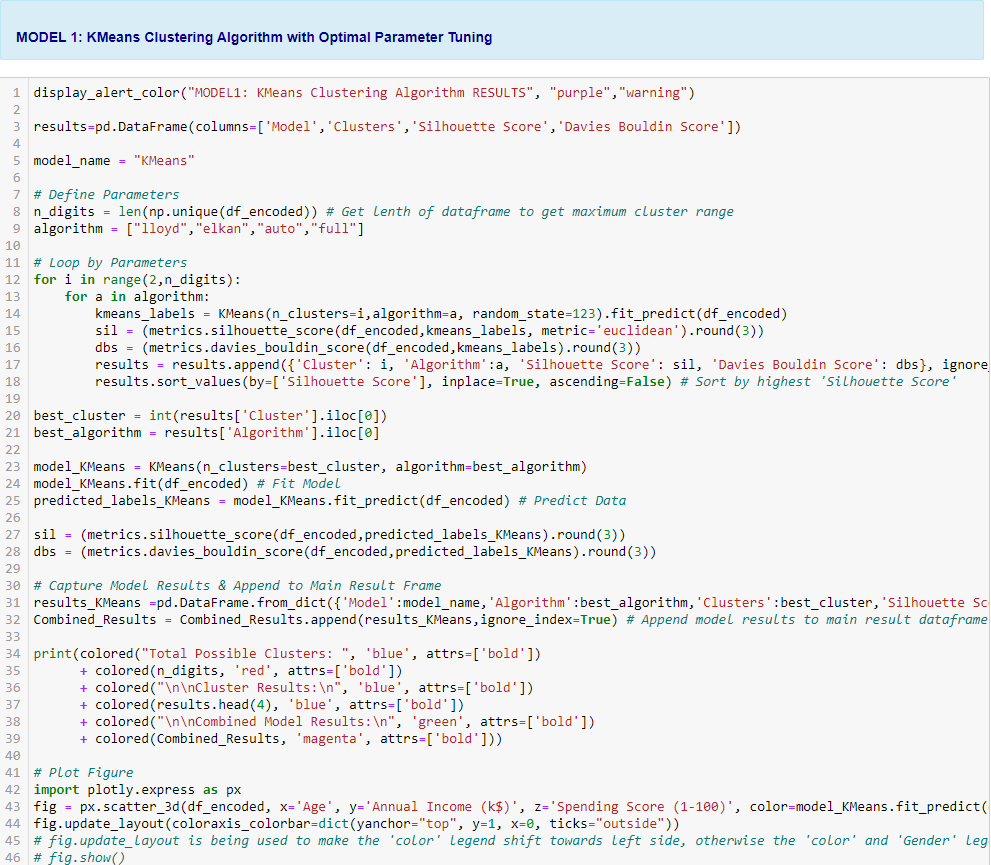 MODEL 1: KMeans Clustering Algorithm with Optimal Parameter Tuning
1 display_alert_color("MODEL1: KMeans Clustering Algorithm RESULTS", "purple","warning")
2
3 results=pd.DataFrame(columns=['Model','Clusters','Silhouette Score','Davies Bouldin Score'])
4
5 model_name = "KMeans"
6
7 # Define Parameters
8 n_digits = len(np.unique(df_encoded)) # Get lenth of dataframe to get maximum cluster range
9 algorithm = ["lloyd","elkan","auto","full"]
10
11 # Loop by Parameters
12 for i in range(2,n_digits):
13     for a in algorithm:
14         kmeans_labels = KMeans(n_clusters=i,algorithm=a, random_state=123).fit_predict(df_encoded)
15         sil = (metrics.silhouette_score(df_encoded,kmeans_labels, metric='euclidean').round(3))
16         dbs = (metrics.davies_bouldin_score(df_encoded,kmeans_labels).round(3))
17         results = results.append({'Cluster': i, 'Algorithm':a, 'Silhouette Score': sil, 'Davies Bouldin Score': dbs}, ignore_
18         results.sort_values(by=['Silhouette Score'], inplace=True, ascending=False) # Sort by highest 'Silhouette Score'
19
20 best_cluster = int(results['Cluster'].iloc[0])
21 best_algorithm = results['Algorithm'].iloc[0]
22
23 model_KMeans = KMeans(n_clusters=best_cluster, algorithm=best_algorithm)
24 model_KMeans.fit(df_encoded) # Fit Model
25 predicted_labels_KMeans = model_KMeans.fit_predict(df_encoded) # Predict Data
26
27 sil = (metrics.silhouette_score(df_encoded,predicted_labels_KMeans).round(3))
28 dbs = (metrics.davies_bouldin_score(df_encoded,predicted_labels_KMeans).round(3))
29
30 # Capture Model Results & Append to Main Result Frame
31 results_KMeans =pd.DataFrame.from_dict({'Model':model_name,'Algorithm':best_algorithm,'Clusters':best_cluster,'Silhouette Sc
32 Combined_Results = Combined_Results.append(results_KMeans,ignore_index=True) # Append model results to main result dataframe
33
34 print(colored("Total Possible Clusters: ", 'blue', attrs=['bold'])
35       + colored(n_digits, 'red', attrs=['bold'])
36       + colored("\n\nCluster Results:\n", 'blue', attrs=['bold'])
37       + colored(results.head(4), 'blue', attrs=['bold'])
38       + colored("\n\nCombined Model Results:\n", 'green', attrs=['bold'])
39       + colored(Combined_Results, 'magenta', attrs=['bold']))
40
41 # Plot Figure
42 import plotly.express as px
43 fig = px.scatter_3d(df_encoded, x='Age', y='Annual Income (k$)', z='Spending Score (1-100)', color=model_KMeans.fit_predict(
44 fig.update_layout(coloraxis_colorbar=dict(yanchor="top", y=1, x=0, ticks="outside"))
45 # fig.update_layout is being used to make the 'color' legend shift towards left side, otherwise the 'color' and 'Gender' leg
46 # fig.show()